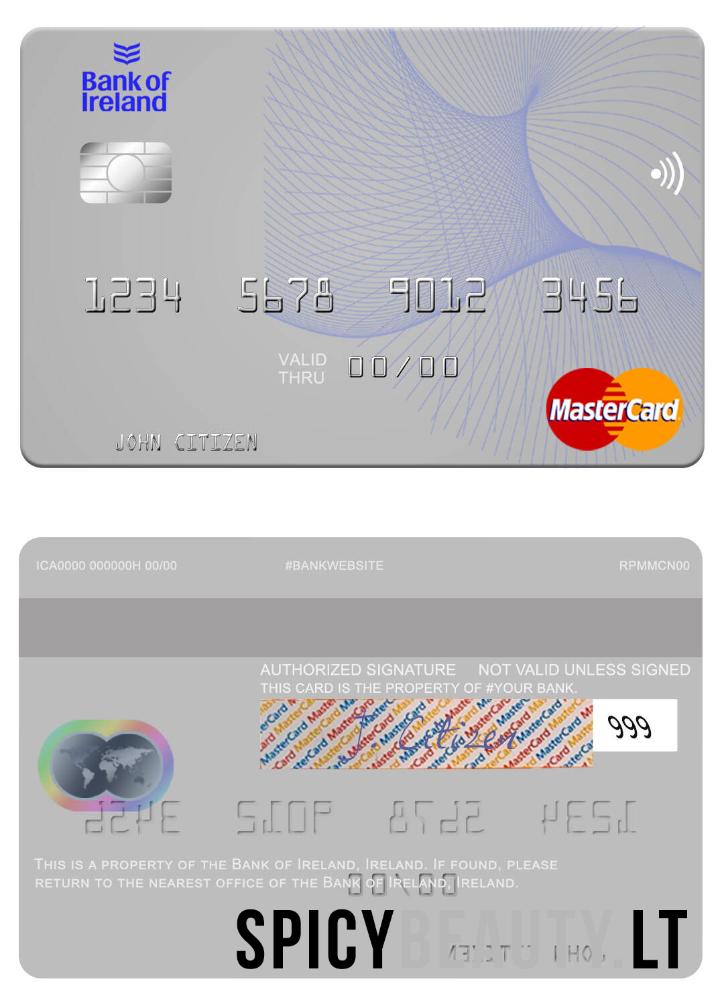 Bank of
Ireland
1234 5678 9012 3456
VALID
THRU 00/00
MasterCard
JOHN CITIZEN
ICA0000 000000H 00/00 #BANKWEBSITE RPMMCN00
AUTHORIZED SIGNATURE NOT VALID UNLESS SIGNED
THIS CARD IS THE PROPERTY OF #YOUR BANK.
J. Citizen 999
THIS IS A PROPERTY OF THE BANK OF IRELAND, IRELAND. IF FOUND, PLEASE
RETURN TO THE NEAREST OFFICE OF THE BANK OF IRELAND, IRELAND.
SPICYBEAUTY.LT